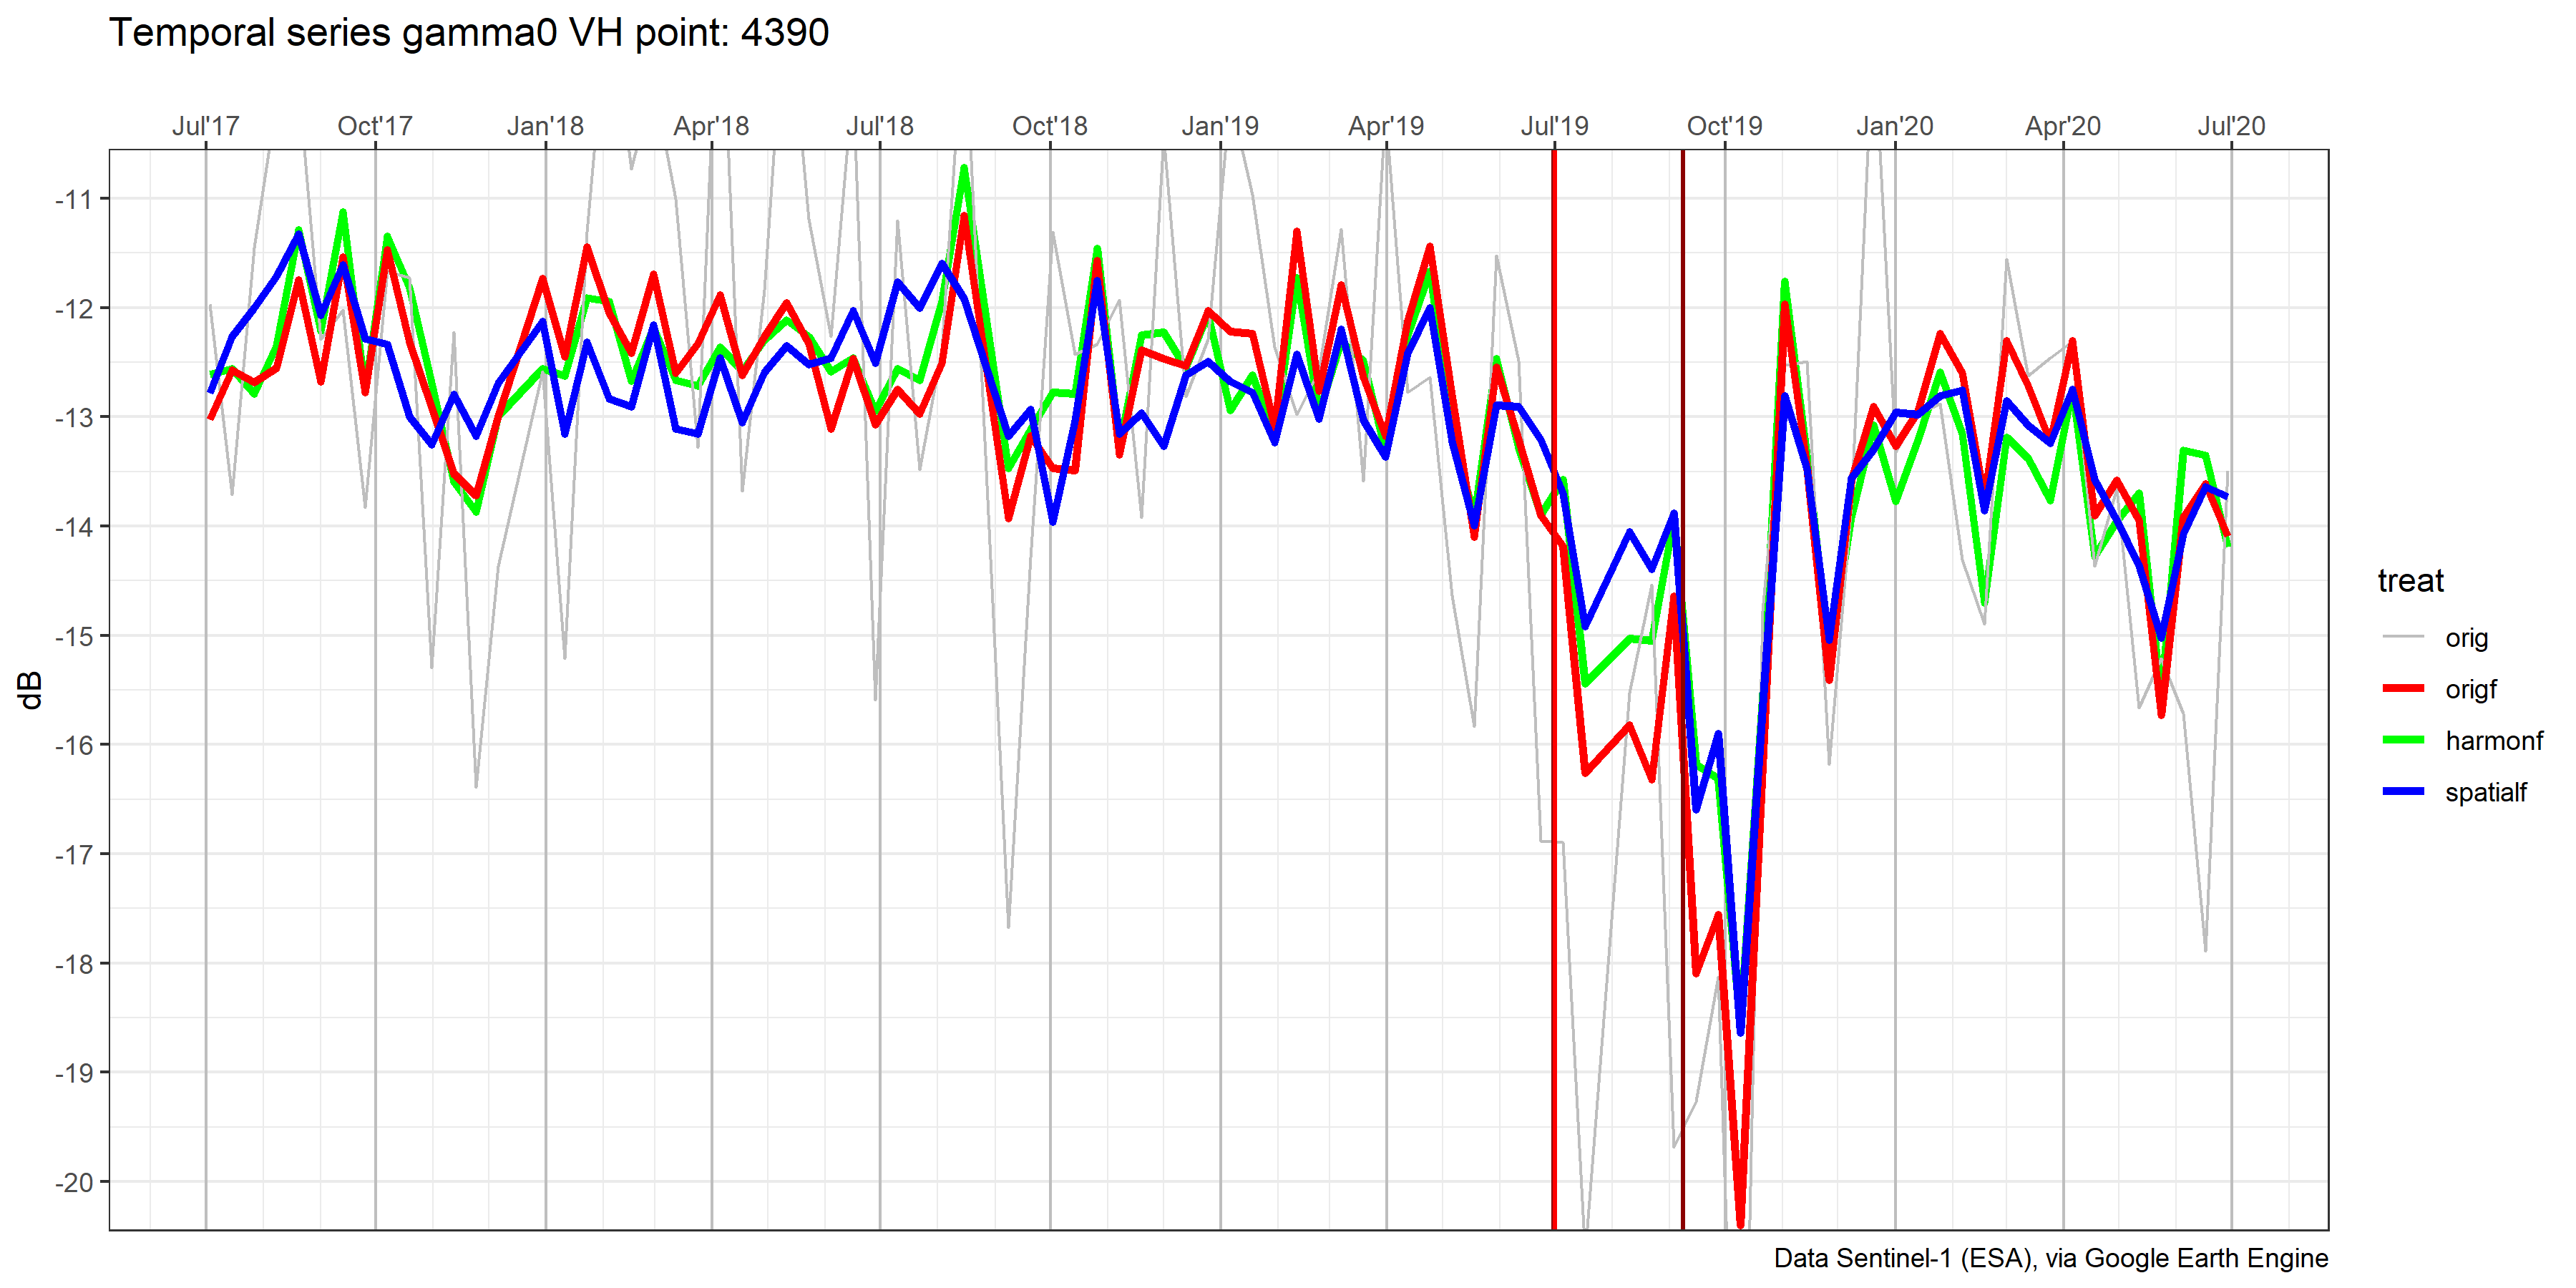 Temporal series gamma0 VH point: 4390
Jul'17 Oct'17 Jan'18 Apr'18 Jul'18 Oct'18 Jan'19 Apr'19 Jul'19 Oct'19 Jan'20 Apr'20 Jul'20
-11
-12
-13
-14
-15
-16
-17
-18
-19
-20
dB
treat
orig
origf
harmonf
spatialf
Data Sentinel-1 (ESA), via Google Earth Engine